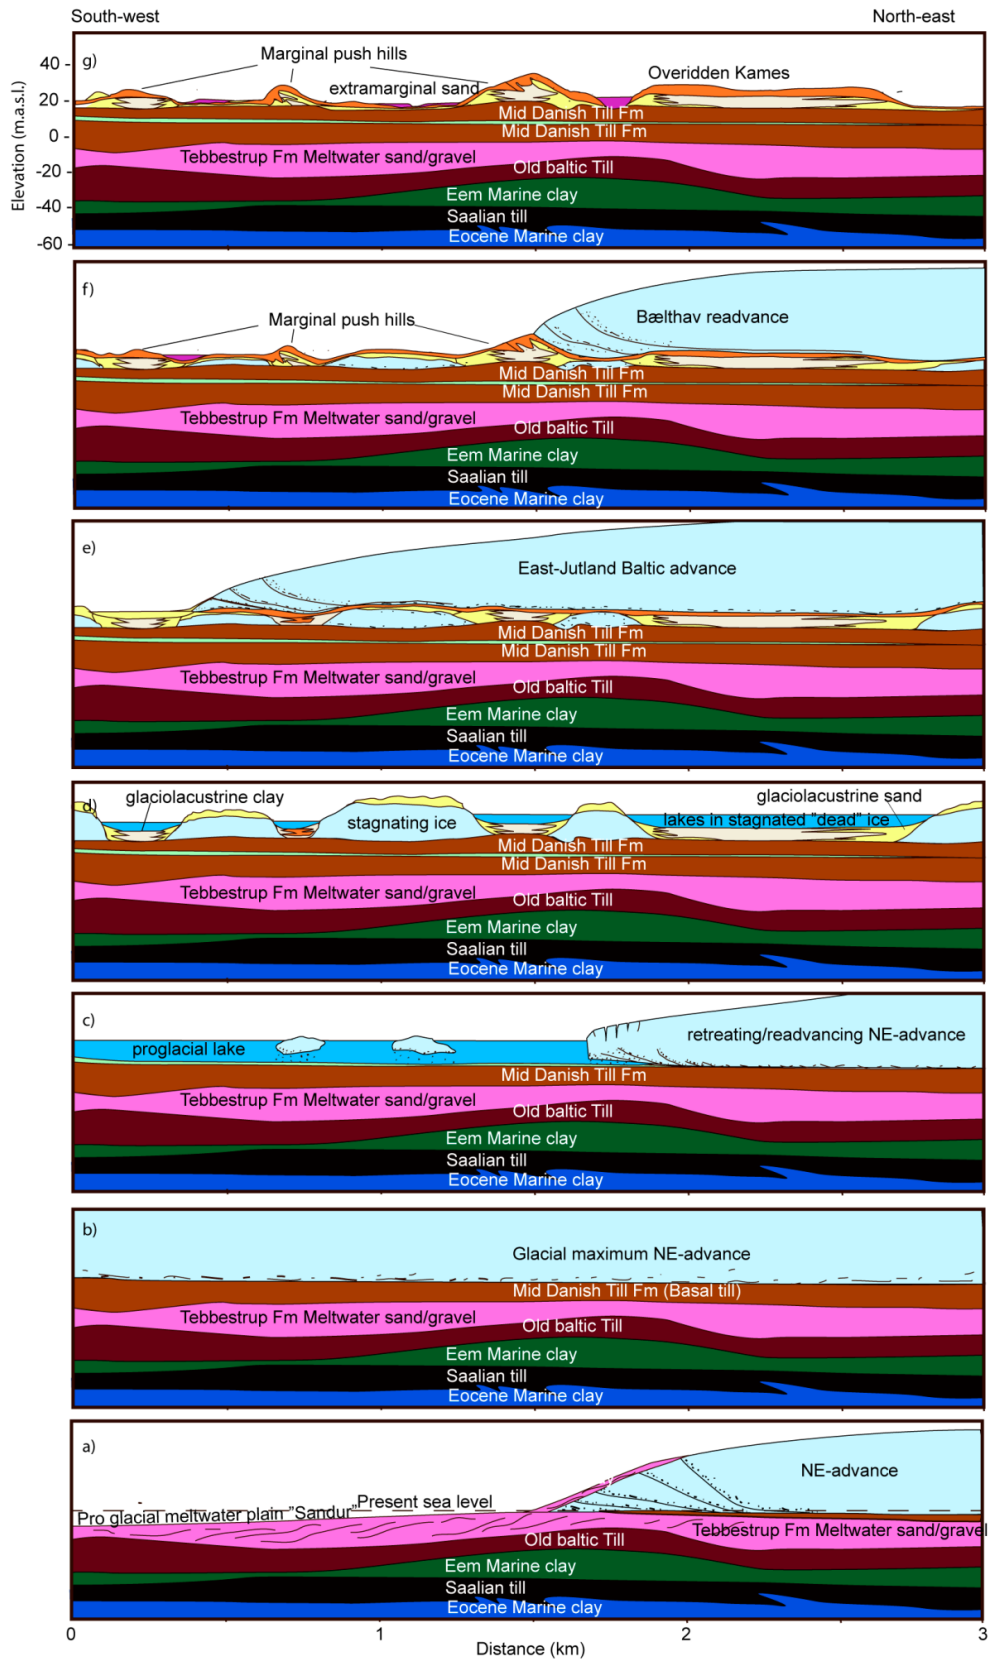 South-west
North-east
g)
Marginal push hills
extramarginal sand
Overidden Kames
Elevation (m.a.s.l.)
40 -
20 -
0 -
-20 -
-40 -
-60 -
Mid Danish Till Fm
Mid Danish Till Fm
Tebbestrup Fm Meltwater sand/gravel
Old baltic Till
Eem Marine clay
Saalian till
Eocene Marine clay
f)
Marginal push hills
Bælthav readvance
Mid Danish Till Fm
Mid Danish Till Fm
Tebbestrup Fm Meltwater sand/gravel
Old baltic Till
Eem Marine clay
Saalian till
Eocene Marine clay
e)
East-Jutland Baltic advance
Mid Danish Till Fm
Mid Danish Till Fm
Tebbestrup Fm Meltwater sand/gravel
Old baltic Till
Eem Marine clay
Saalian till
Eocene Marine clay
d)
glaciolacustrine clay
glaciolacustrine sand
stagnating ice
lakes in stagnated "dead" ice
Mid Danish Till Fm
Mid Danish Till Fm
Tebbestrup Fm Meltwater sand/gravel
Old baltic Till
Eem Marine clay
Saalian till
Eocene Marine clay
c)
proglacial lake
retreating/readvancing NE-advance
Mid Danish Till Fm
Tebbestrup Fm Meltwater sand/gravel
Old baltic Till
Eem Marine clay
Saalian till
Eocene Marine clay
b)
Glacial maximum NE-advance
Mid Danish Till Fm (Basal till)
Tebbestrup Fm Meltwater sand/gravel
Old baltic Till
Eem Marine clay
Saalian till
Eocene Marine clay
a)
NE-advance
Present sea level
Pro glacial meltwater plain "Sandur„
Tebbestrup Fm Meltwater sand/gravel
Old baltic Till
Eem Marine clay
Saalian till
Eocene Marine clay
0
1
2
3
Distance (km)